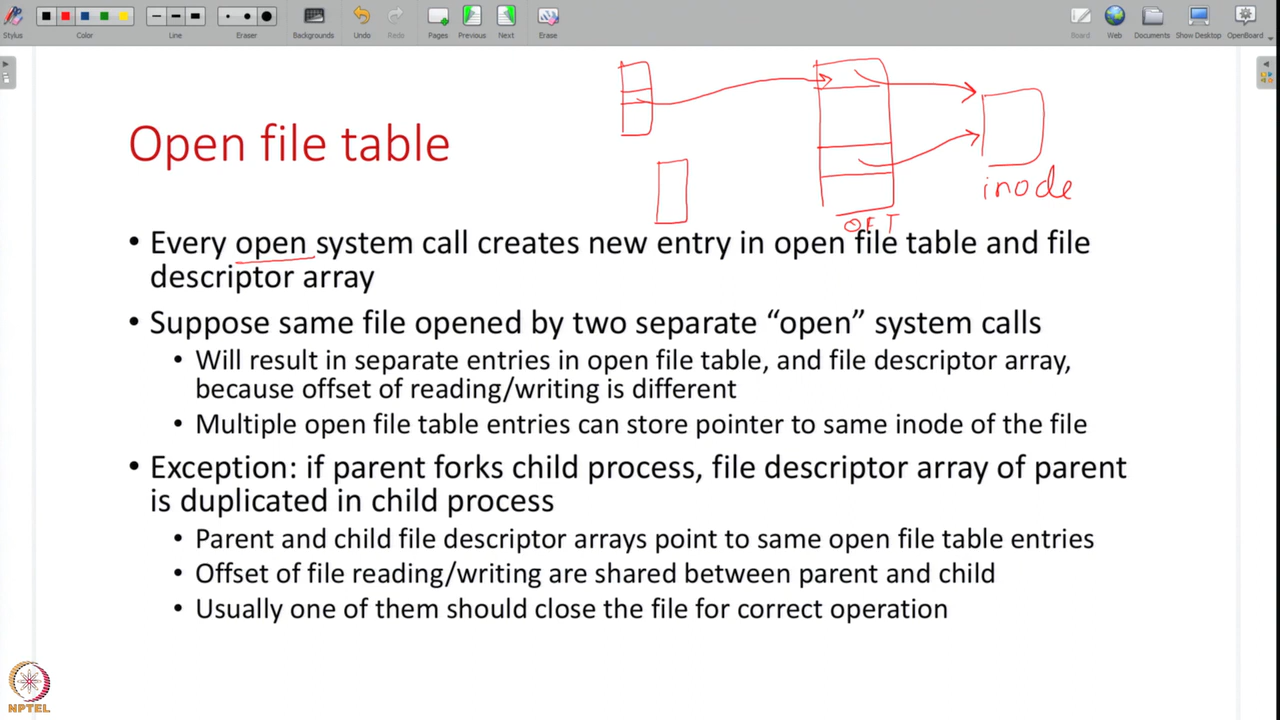 Stylus
Color
Line
Eraser
Backgrounds
Undo
Redo
Pages
Previous
Next
Erase
Board
Web
Documents
Show Desktop
OpenBoard
Open file table
inode
OFT
• Every open system call creates new entry in open file table and file
descriptor array
• Suppose same file opened by two separate “open” system calls
• Will result in separate entries in open file table, and file descriptor array,
because offset of reading/writing is different
• Multiple open file table entries can store pointer to same inode of the file
• Exception: if parent forks child process, file descriptor array of parent
is duplicated in child process
• Parent and child file descriptor arrays point to same open file table entries
• Offset of file reading/writing are shared between parent and child
• Usually one of them should close the file for correct operation
NPTEL